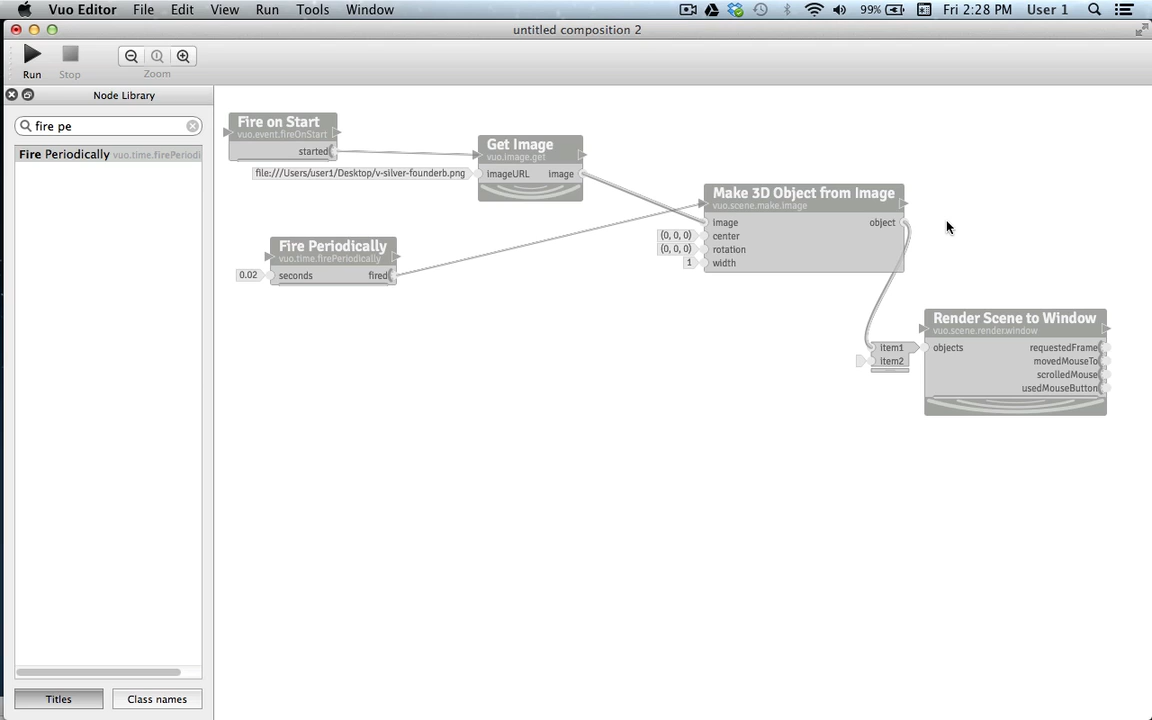 Vuo Editor File Edit View Run Tools Window 99% Fri 2:28 PM User 1
untitled composition 2
Run Stop Zoom
Node Library
fire pe
Fire Periodically vuo.time.firePeriodi
Titles Class names
Fire on Start
vuo.event.fireOnStart
started
Get Image
vuo.image.get
file:///Users/user1/Desktop/v-silver-founderb.png imageURL image
Fire Periodically
vuo.time.firePeriodically
0.02 seconds fired
Make 3D Object from Image
vuo.scene.make.image
image object
(0, 0, 0) center
(0, 0, 0) rotation
1 width
Render Scene to Window
vuo.scene.render.window
item1 objects requestedFrame
item2 movedMouseTo
scrolledMouse
usedMouseButton